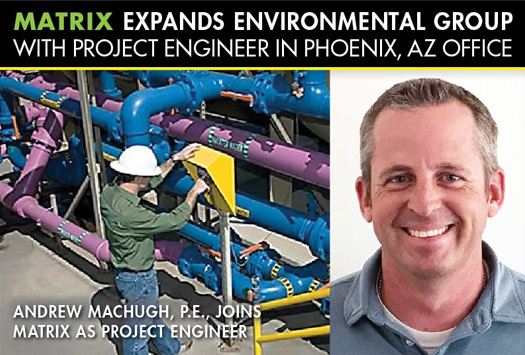 MATRIX EXPANDS ENVIRONMENTAL GROUP
WITH PROJECT ENGINEER IN PHOENIX, AZ OFFICE
ANDREW MACHUGH, P.E., JOINS
MATRIX AS PROJECT ENGINEER